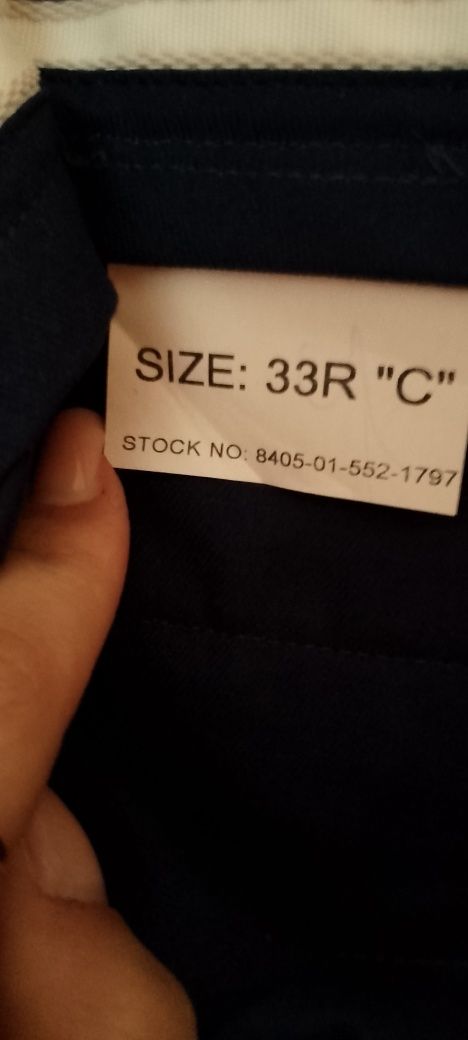 SIZE: 33R "C"
STOCK NO: 8405-01-552-1797